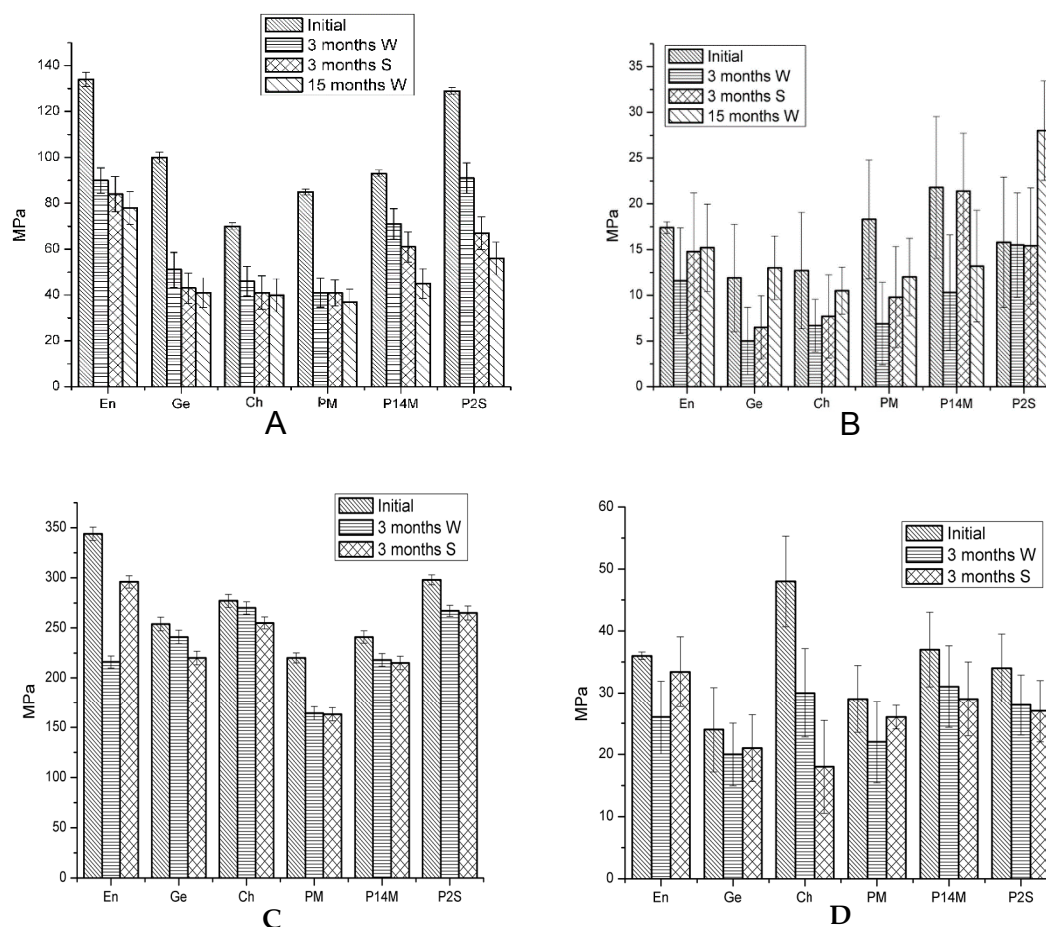 Initial
3 months W
3 months S
15 months W
MPa
140
120
100
80
60
40
20
0
En Ge Ch PM P14M P2S
A
Initial
3 months W
3 months S
15 months W
MPa
35
30
25
20
15
10
5
0
En Ge Ch PM P14M P2S
B
Initial
3 months W
3 months S
MPa
350
300
250
200
150
100
50
0
En Ge Ch PM P14M P2S
C
Initial
3 months W
3 months S
MPa
60
50
40
30
20
10
0
En Ge Ch PM P14M P2S
D